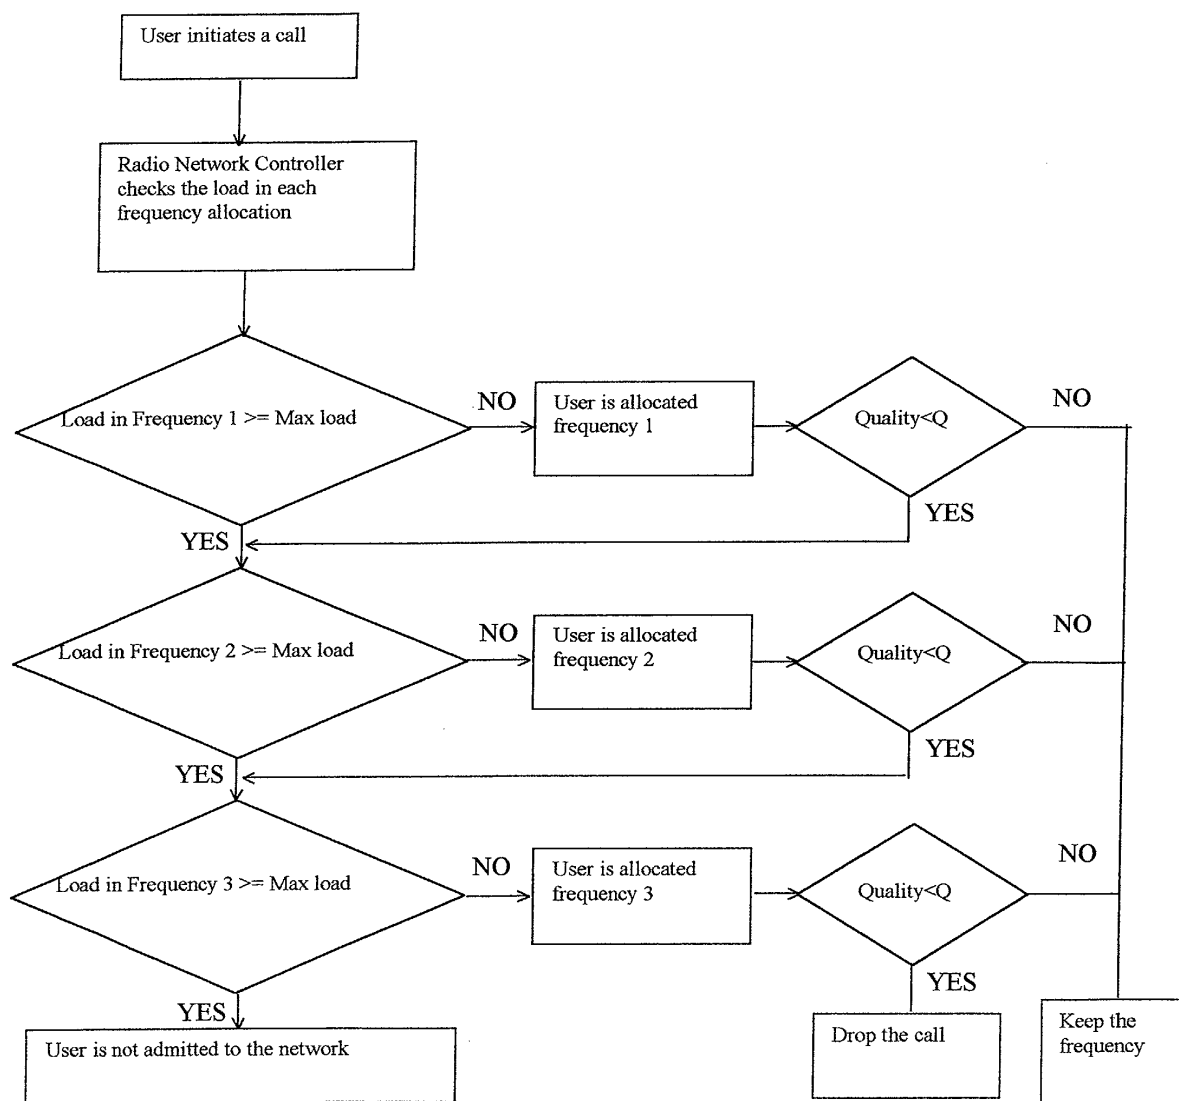 User initiates a call
Radio Network Controller
checks the load in each
frequency allocation
Load in Frequency 1 >= Max load
NO
User is allocated
frequency 1
Quality<Q
NO
YES
YES
Load in Frequency 2 >= Max load
NO
User is allocated
frequency 2
Quality<Q
NO
YES
YES
Load in Frequency 3 >= Max load
NO
User is allocated
frequency 3
Quality<Q
NO
YES
YES
User is not admitted to the network
Drop the call
Keep the
frequency